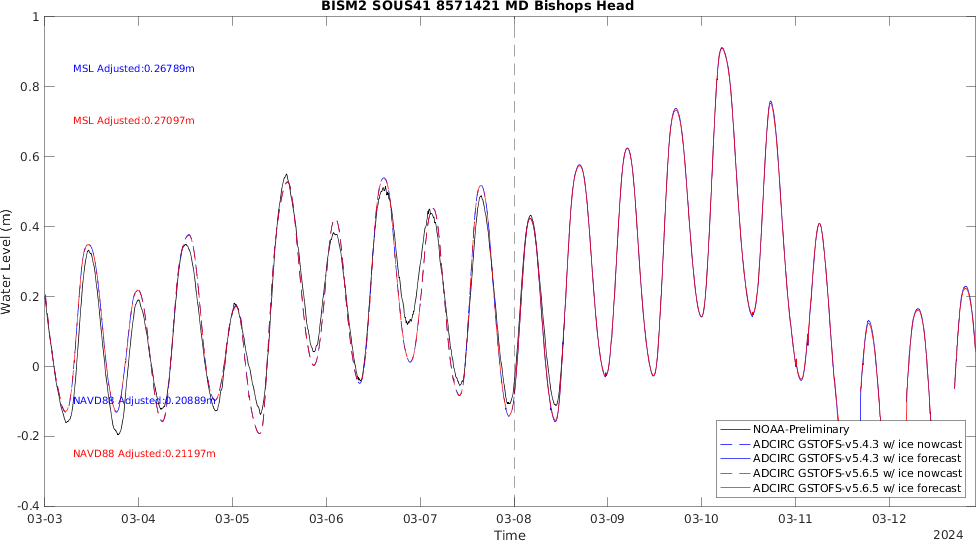 BISM2 SOUS41 8571421 MD Bishops Head
1
0.8
0.6
0.4
0.2
0
-0.2
-0.4
Water Level (m)
MSL Adjusted:0.26789m
MSL Adjusted:0.27097m
NAVD88 Adjusted:0.20889m
NAVD88 Adjusted:0.21197m
NOAA-Preliminary
ADCIRC GSTOFS-v5.4.3 w/ ice nowcast
ADCIRC GSTOFS-v5.4.3 w/ ice forecast
ADCIRC GSTOFS-v5.6.5 w/ ice nowcast
ADCIRC GSTOFS-v5.6.5 w/ ice forecast
03-03 03-04 03-05 03-06 03-07 03-08 03-09 03-10 03-11 03-12
Time
2024